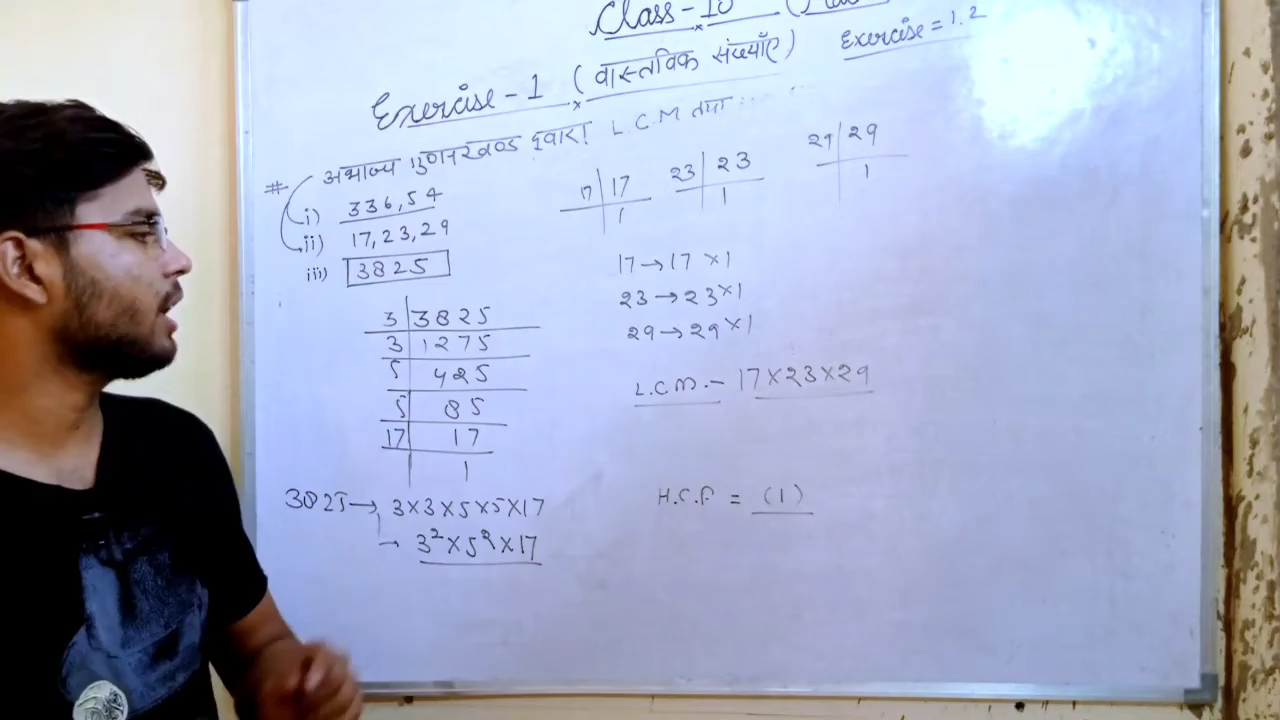 Class - 10
Exercise - 1 (वास्तविक संख्याएँ) Exercise = 1.2
# अभाज्य गुणनखण्ड द्वारा L.C.M तथा
i) 336,54
ii) 17,23,29
iii) 3825
3 | 3825
3 | 1275
5 | 425
5 | 85
17 | 17
1
3825 → 3×3×5×5×17
→ 3²×5²×17
17 | 17
1
23 | 23
1
29 | 29
1
17 → 17 ×1
23 → 23×1
29 → 29 ×1
L.C.M. - 17×23×29
H.C.F = (1)